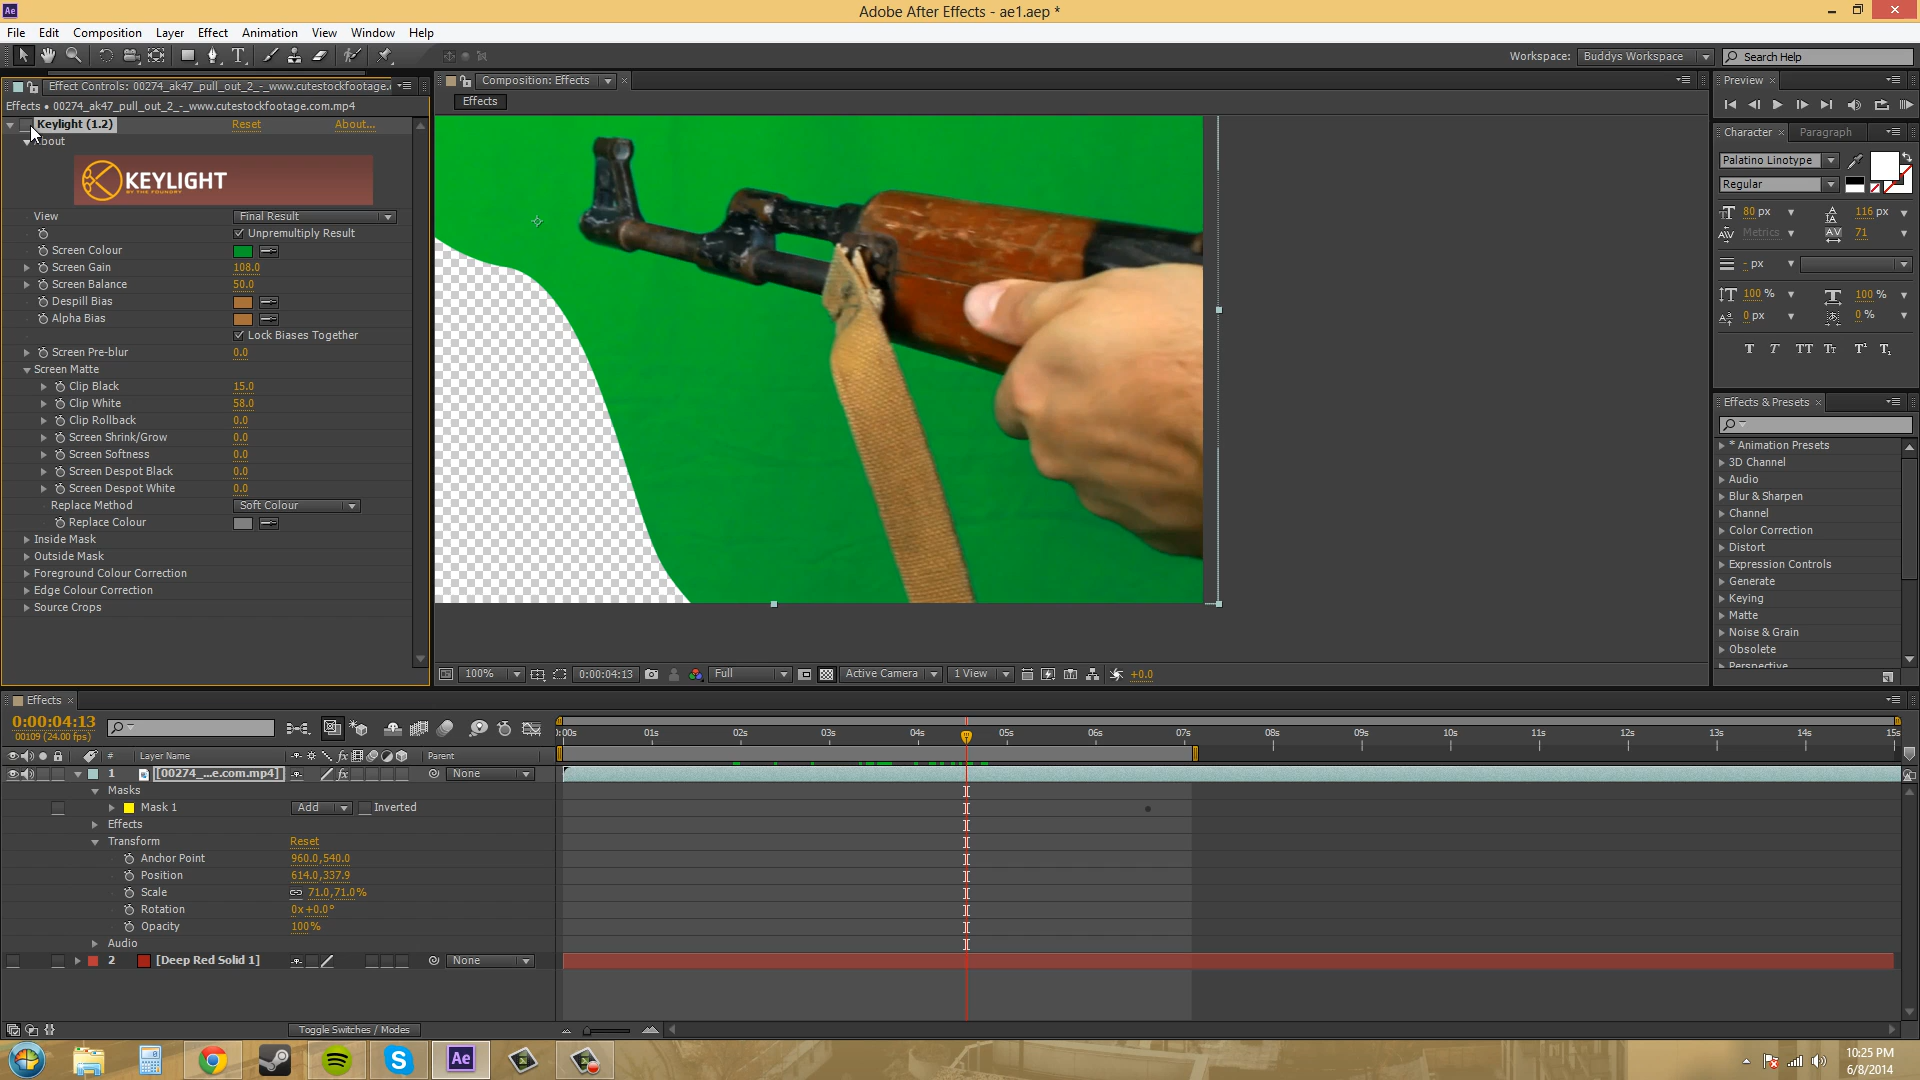 Adobe After Effects - ae1.aep *
File Edit Composition Layer Effect Animation View Window Help
Workspace: Buddys Workspace Search Help
Effect Controls: 00274_ak47_pull_out_2_-_www.cutestockfootage.
Effects • 00274_ak47_pull_out_2_-_www.cutestockfootage.com.mp4
Keylight (1.2) Reset About...
bout
KEYLIGHT
BY THE FOUNDRY
View Final Result
Unpremultiply Result
Screen Colour
Screen Gain 108.0
Screen Balance 50.0
Despill Bias
Alpha Bias
Lock Biases Together
Screen Pre-blur 0.0
Screen Matte
Clip Black 15.0
Clip White 58.0
Clip Rollback 0.0
Screen Shrink/Grow 0.0
Screen Softness 0.0
Screen Despot Black 0.0
Screen Despot White 0.0
Replace Method Soft Colour
Replace Colour
Inside Mask
Outside Mask
Foreground Colour Correction
Edge Colour Correction
Source Crops
Composition: Effects
Effects
100% 0:00:04:13 Full Active Camera 1 View +0.0
Preview
Character Paragraph
Palatino Linotype
Regular
80 px 116 px
Metrics 71
- px
100 % 100 %
0 px 0 %
T T TT Tr T¹ T,
Effects & Presets
* Animation Presets
3D Channel
Audio
Blur & Sharpen
Channel
Color Correction
Distort
Expression Controls
Generate
Keying
Matte
Noise & Grain
Obsolete
Perspective
Effects
0:00:04:13
00109 (24.00 fps)
# Layer Name Parent
:00s 01s 02s 03s 04s 05s 06s 07s 08s 09s 10s 11s 12s 13s 14s 15s
1 [00274_...e.com.mp4] None
Masks
Mask 1 Add Inverted
Effects
Transform Reset
Anchor Point 960.0,540.0
Position 614.0,337.9
Scale 71.0,71.0%
Rotation 0x+0.0°
Opacity 100%
Audio
2 [Deep Red Solid 1] None
Toggle Switches / Modes
Ae
10:25 PM
6/8/2014